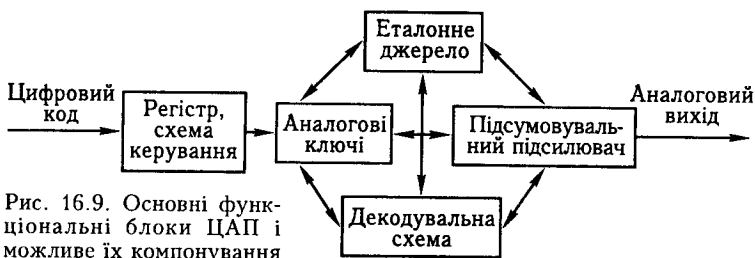 Еталонне
джерело
Цифровий
код
Регістр,
схема
керування
Аналогові
ключі
Підсумовуваль-
ний підсилювач
Аналоговий
вихід
Декодувальна
схема
Рис. 16.9. Основні функ-
ціональні блоки ЦАП і
можливе їх компонування